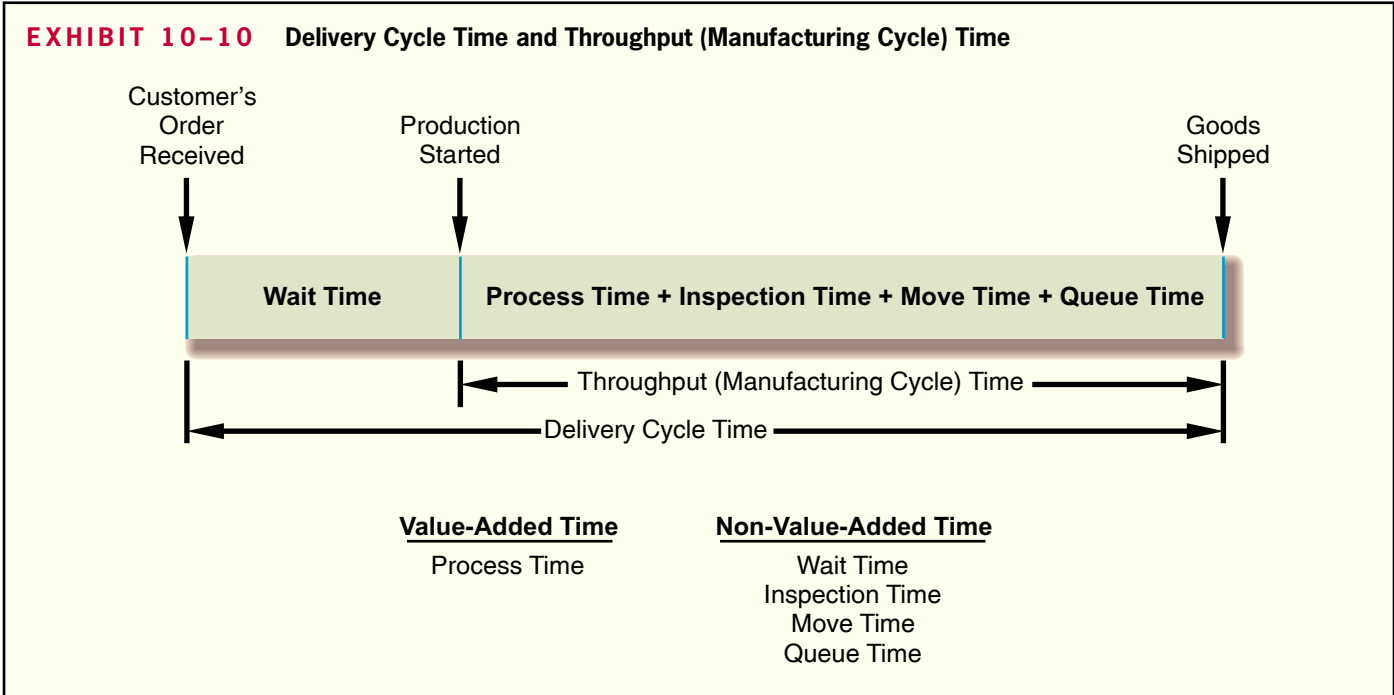 EXHIBIT 10–10 Delivery Cycle Time and Throughput (Manufacturing Cycle) Time
Customer's
Order
Received
Production
Started
Goods
Shipped
Wait Time
Process Time + Inspection Time + Move Time + Queue Time
Throughput (Manufacturing Cycle) Time
Delivery Cycle Time
Value-Added Time
Process Time
Non-Value-Added Time
Wait Time
Inspection Time
Move Time
Queue Time